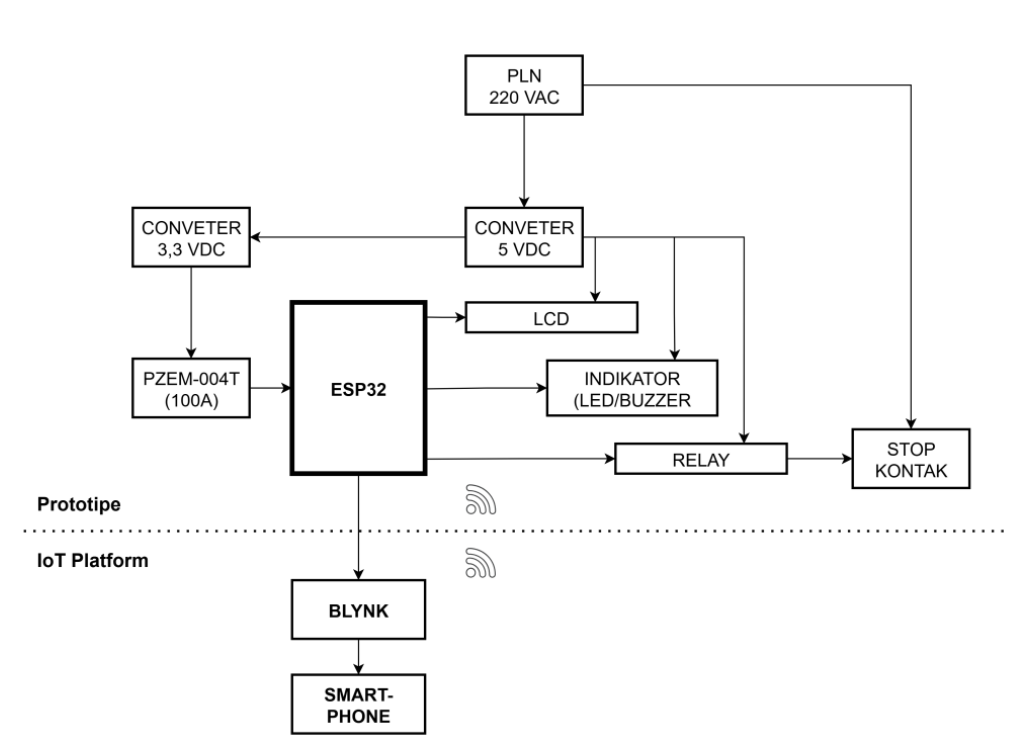 PLN
220 VAC
CONVETER
3,3 VDC
CONVETER
5 VDC
LCD
PZEM-004T
(100A)
ESP32
INDIKATOR
(LED/BUZZER
RELAY
STOP
KONTAK
Prototipe
IoT Platform
BLYNK
SMART-
PHONE